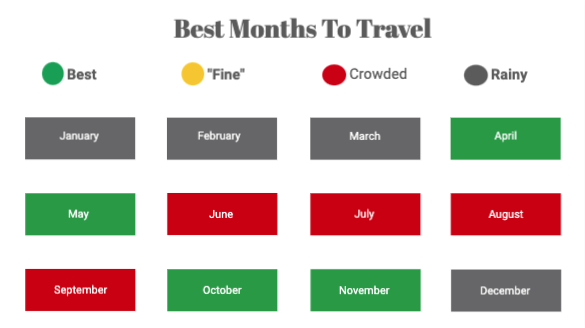 Best Months To Travel
Best "Fine" Crowded Rainy
January February March April
May June July August
September October November December